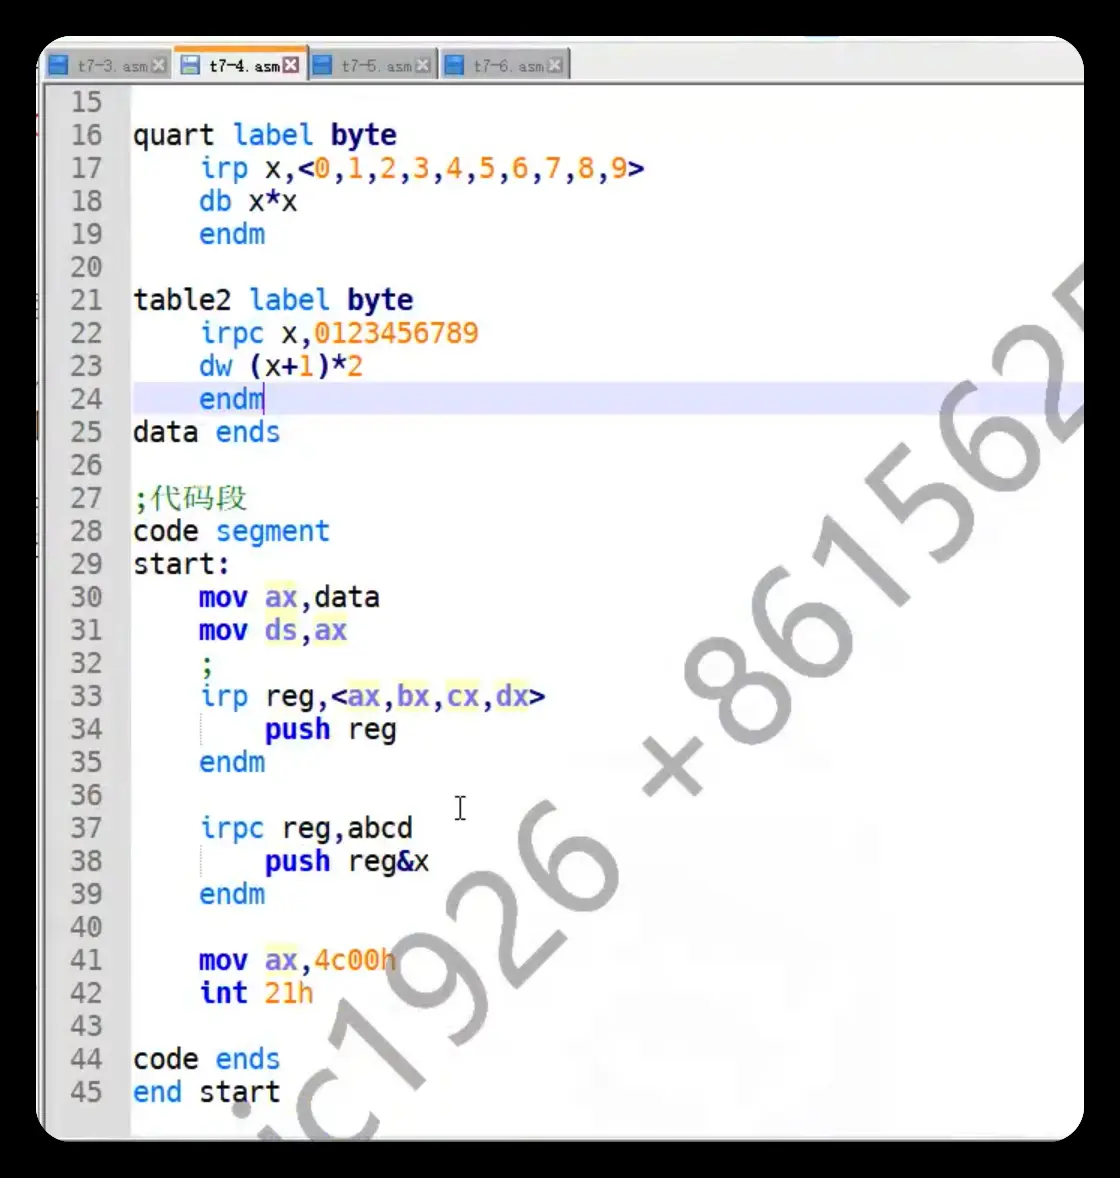 t7-3. asm t7-4. asm t7-5. asm t7-6. asm
15
16 quart label byte
17 irp x,<0,1,2,3,4,5,6,7,8,9>
18 db x*x
19 endm
20
21 table2 label byte
22 irpc x,0123456789
23 dw (x+1)*2
24 endm
25 data ends
26
27 ;代码段
28 code segment
29 start:
30 mov ax,data
31 mov ds,ax
32 ;
33 irp reg,<ax,bx,cx,dx>
34 push reg
35 endm
36
37 irpc reg,abcd
38 push reg&x
39 endm
40
41 mov ax,4c00h
42 int 21h
43
44 code ends
45 end start
ic1926 +861562